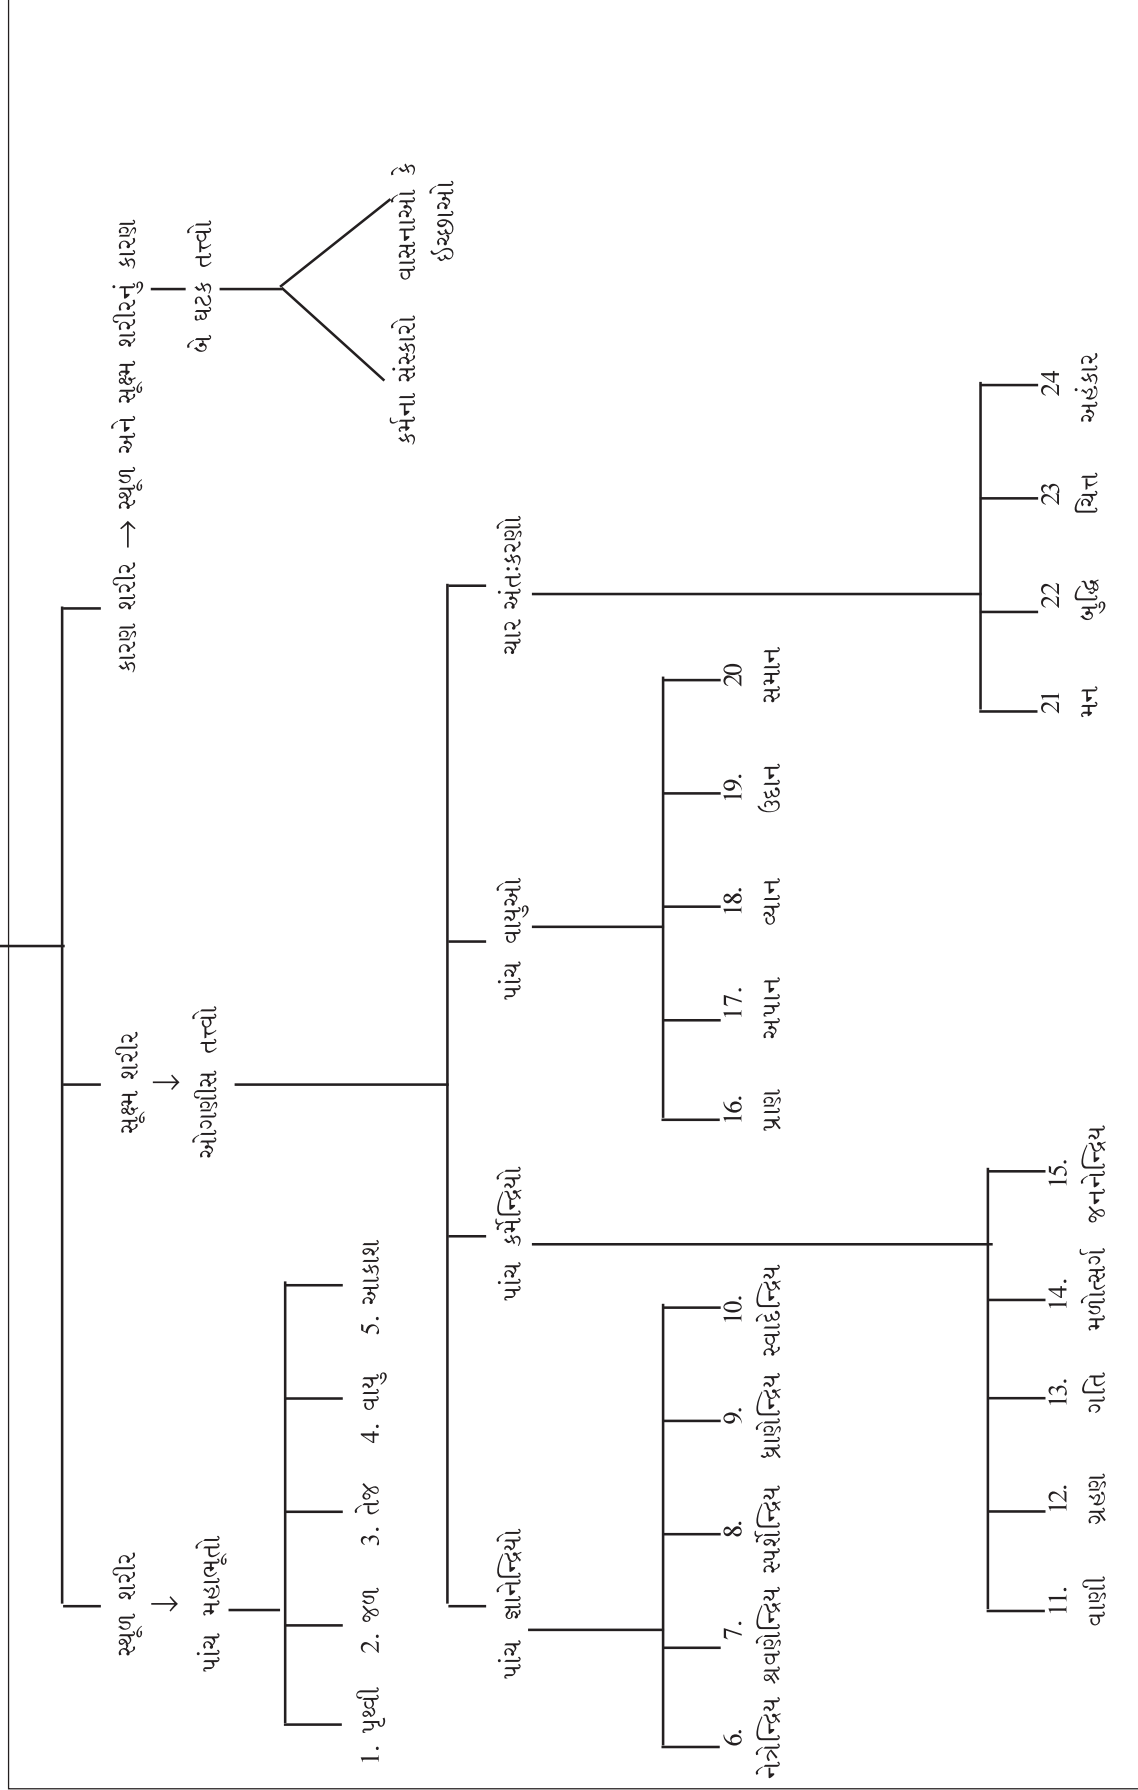 સ્થૂળ શરીર
સૂક્ષ્મ શરીર
કારણ શરીર → સ્થૂળ અને સૂક્ષ્મ શરીરનું કારણ
↓
↓
પાંચ મહાભૂતો
ઓગણીસ તત્ત્વો
બે ઘટક તત્ત્વો
1. પૃથ્વી 2. જળ 3. તેજ 4. વાયુ 5. આકાશ
કર્મના સંસ્કારો વાસનાઓ કે
ઈચ્છાઓ
પાંચ જ્ઞાનેન્દ્રિયો પાંચ કર્મેન્દ્રિયો પાંચ વાયુઓ ચાર અંતઃકરણો
6. 7. 8. 9. 10. 16. 17. 18. 19. 20
નેત્રેન્દ્રિય શ્રવણેન્દ્રિય સ્પર્શેન્દ્રિય ઘ્રાણેન્દ્રિય સ્વાદેન્દ્રિય પ્રાણ અપાન વ્યાન ઉદાન સમાન
11. 12. 13. 14. 15. 21 22 23 24
વાણી ગ્રહણ ગતિ મળોત્સર્ગ જનનેન્દ્રિય મન બુદ્ધિ ચિત્ત અહંકાર